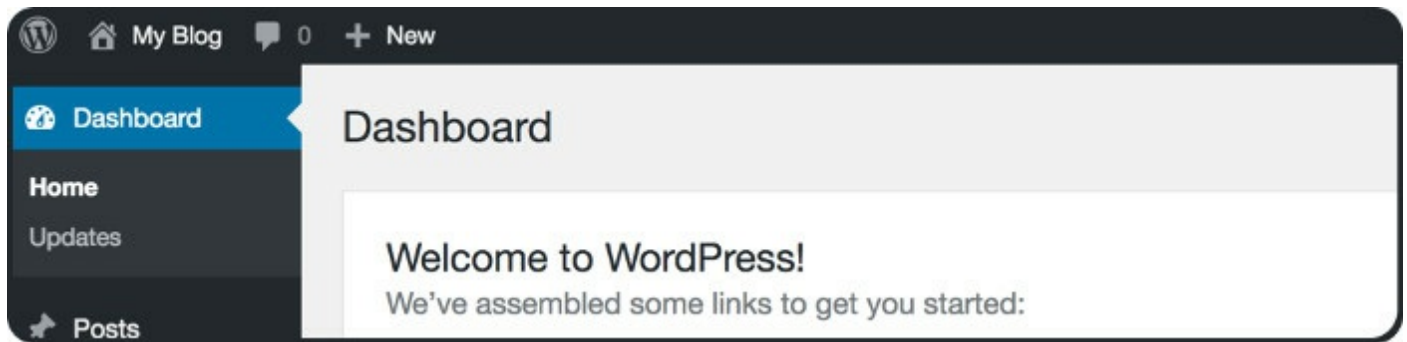 My Blog 0 + New
Dashboard
Dashboard
Home
Updates
Welcome to WordPress!
We've assembled some links to get you started:
Posts